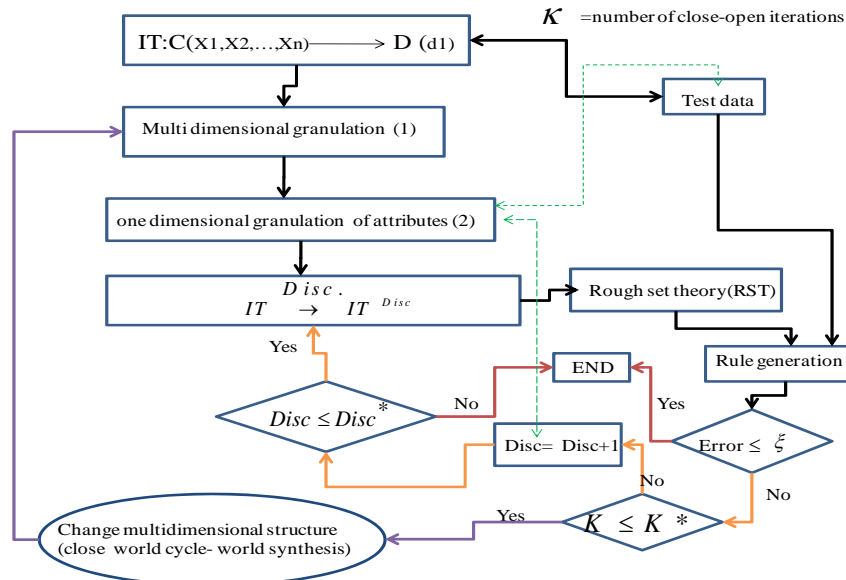 K =number of close-open iterations
IT:C(X1,X2,…,Xn)⟶ D (d1)
Test data
Multi dimensional granulation (1)
one dimensional granulation of attributes (2)
Disc.
IT → IT Disc
Rough set theory(RST)
Yes
Rule generation
END
No
Yes
Disc ≤ Disc*
Disc= Disc+1
Error ≤ ξ
No
No
Yes
K ≤ K *
Change multidimensional structure
(close world cycle- world synthesis)